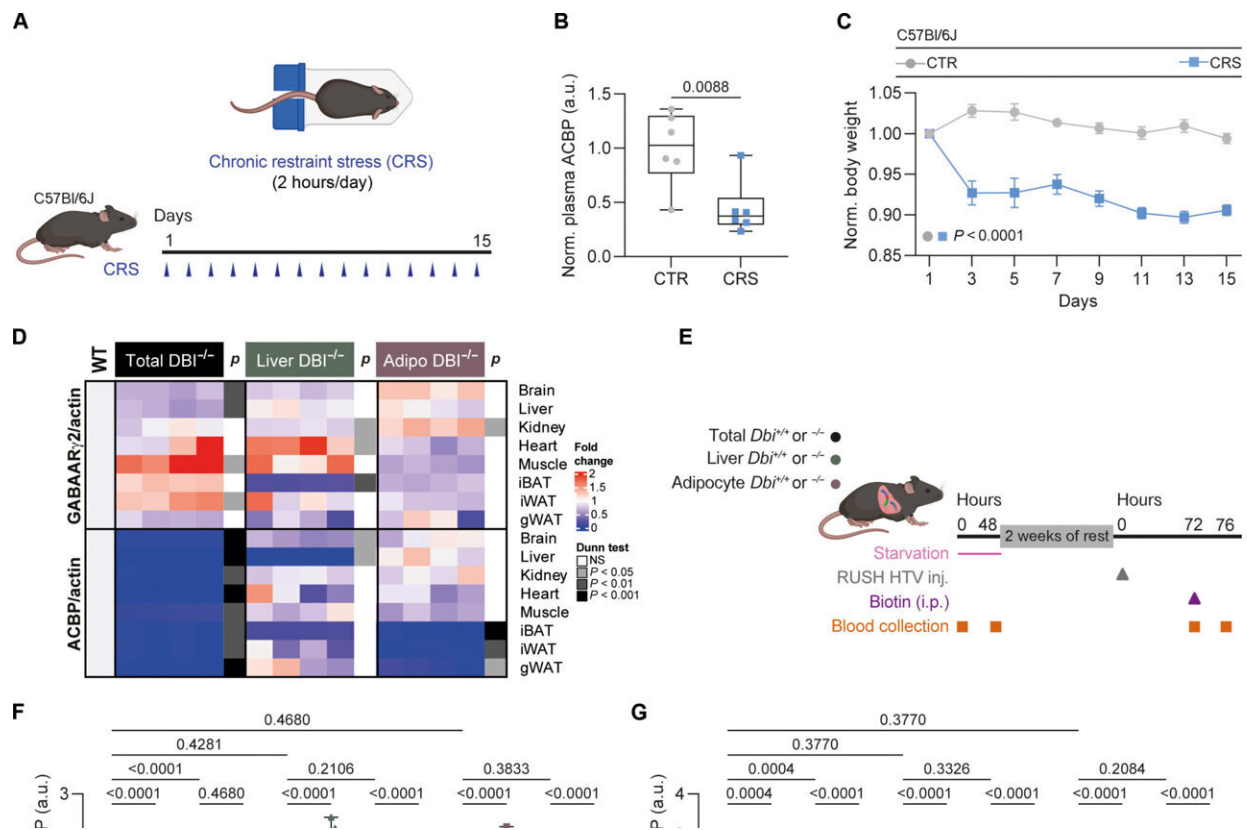 A
Chronic restraint stress (CRS)
(2 hours/day)
C57Bl/6J
Days
1 15
CRS
B
0.0088
Norm. plasma ACBP (a.u.)
1.5
1.0
0.5
0.0
CTR CRS
C
C57Bl/6J
CTR CRS
Norm. body weight
1.05
1.00
0.95
0.90
0.85
P < 0.0001
1 3 5 7 9 11 13 15
Days
D
WT Total DBI−/− p Liver DBI−/− p Adipo DBI−/− p
GABAARγ2/actin
Brain
Liver
Kidney
Heart
Muscle
iBAT
iWAT
gWAT
ACBP/actin
Brain
Liver
Kidney
Heart
Muscle
iBAT
iWAT
gWAT
Fold
change
2
1.5
1
0.5
0
Dunn test
NS
P < 0.05
P < 0.01
P < 0.001
E
Total Dbi+/+ or −/−
Liver Dbi+/+ or −/−
Adipocyte Dbi+/+ or −/−
Hours Hours
0 48 0 72 76
2 weeks of rest
Starvation
RUSH HTV inj.
Biotin (i.p.)
Blood collection
F
0.4680
0.4281
<0.0001 0.2106 0.3833
<0.0001 0.4680 <0.0001 <0.0001 <0.0001 <0.0001
3
P (a.u.)
G
0.3770
0.3770
0.0004 0.3326 0.2084
0.0004 <0.0001 <0.0001 <0.0001 <0.0001 <0.0001
4
P (a.u.)